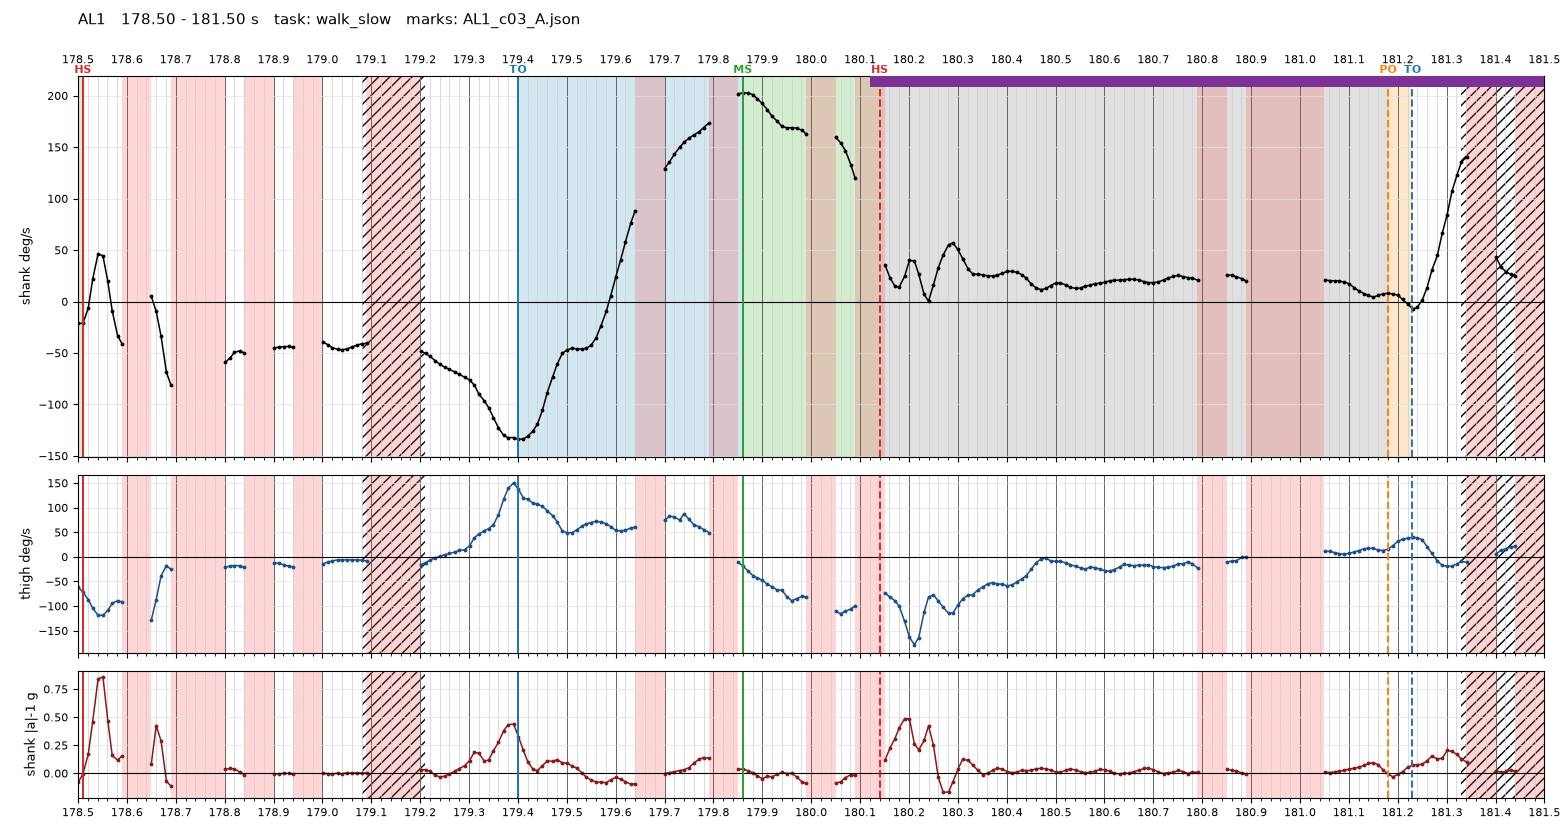 AL1 178.50 - 181.50 s task: walk_slow marks: AL1_c03_A.json
178.5 178.6 178.7 178.8 178.9 179.0 179.1 179.2 179.3 179.4 179.5 179.6 179.7 179.8 179.9 180.0 180.1 180.2 180.3 180.4 180.5 180.6 180.7 180.8 180.9 181.0 181.1 181.2 181.3 181.4 181.5
HS TO MS HS PO TO
shank deg/s
200
150
100
50
0
−50
−100
−150
thigh deg/s
150
100
50
0
−50
−100
−150
shank |a|-1 g
0.75
0.50
0.25
0.00
178.5 178.6 178.7 178.8 178.9 179.0 179.1 179.2 179.3 179.4 179.5 179.6 179.7 179.8 179.9 180.0 180.1 180.2 180.3 180.4 180.5 180.6 180.7 180.8 180.9 181.0 181.1 181.2 181.3 181.4 181.5